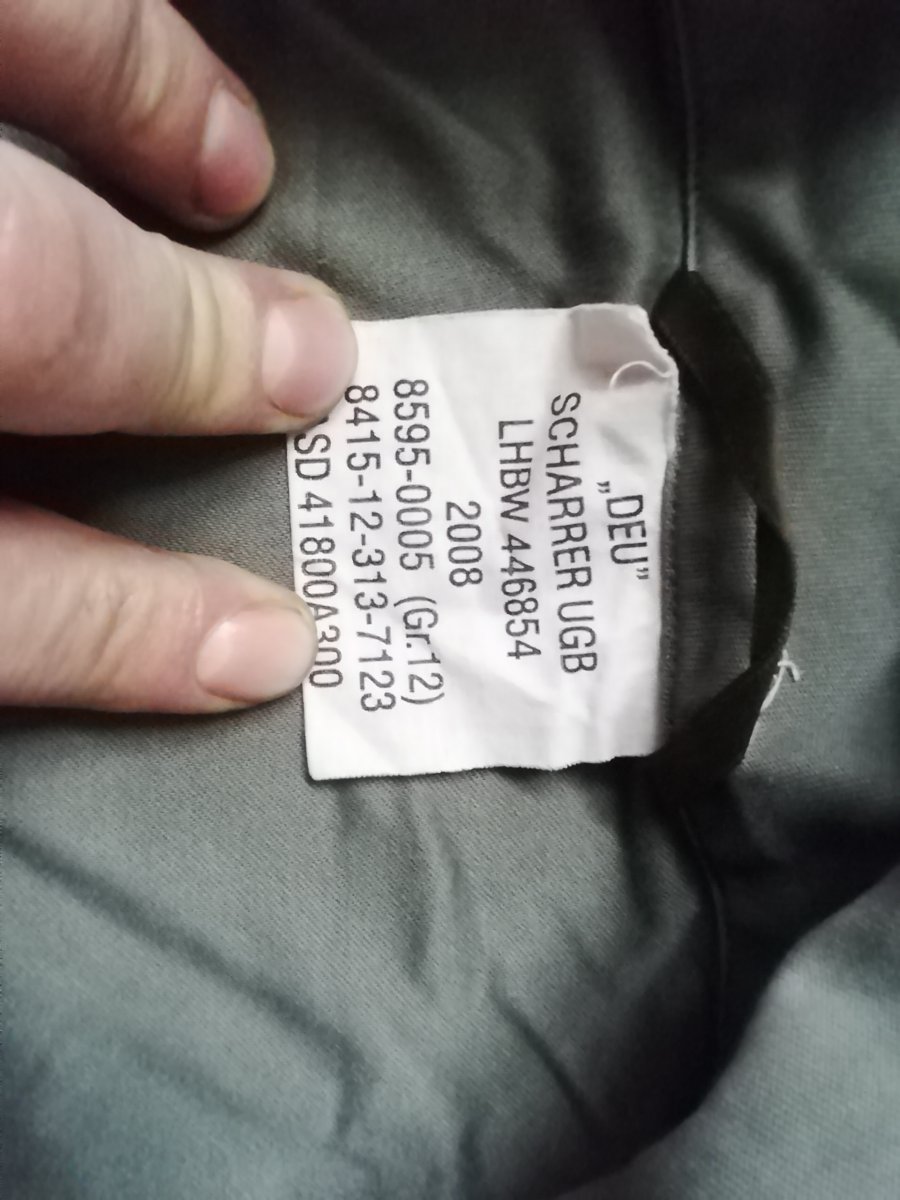 „DEU”
SCHARRER UGB
LHBW 446854
2008
8595-0005 (Gr.12)
8415-12-313-7123
SD 41800A300